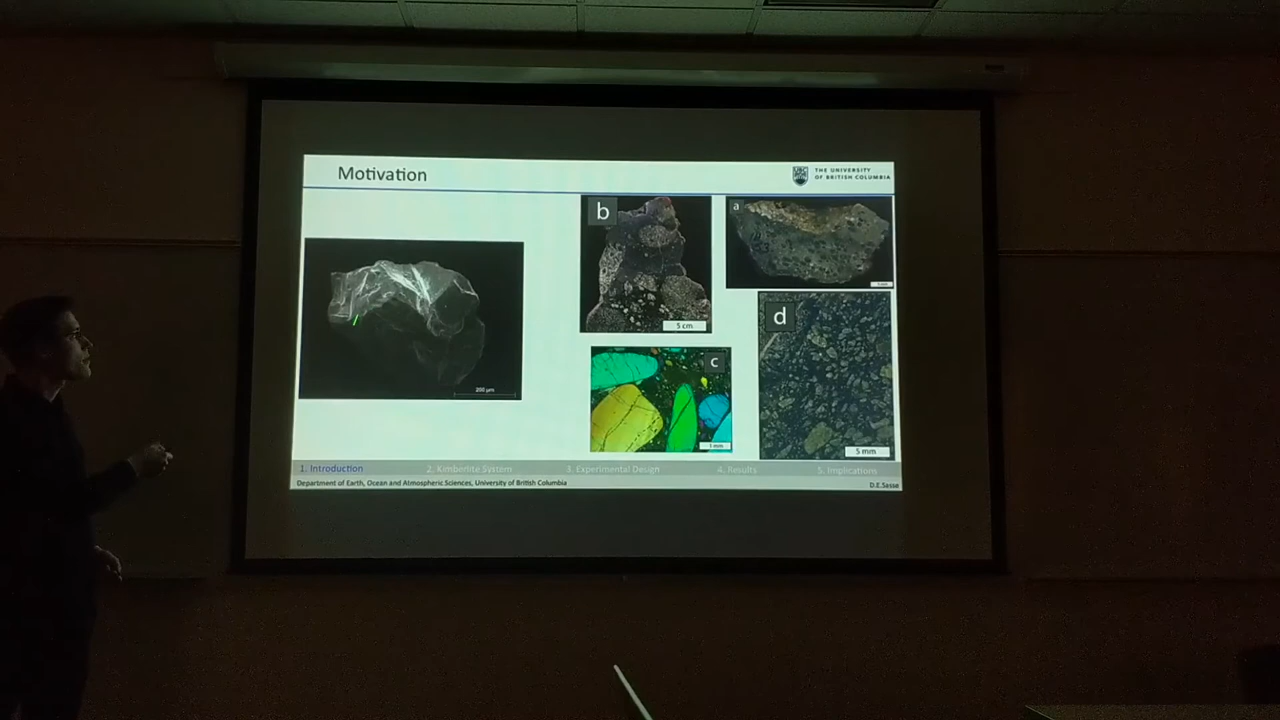 Motivation
THE UNIVERSITY
OF BRITISH COLUMBIA
b
a
5 cm
d
c
200 µm
1 mm
5 mm
1. Introduction 2. Kimberlite System 3. Experimental Design 4. Results 5. Implications
Department of Earth, Ocean and Atmospheric Sciences, University of British Columbia
D.E.Sasse